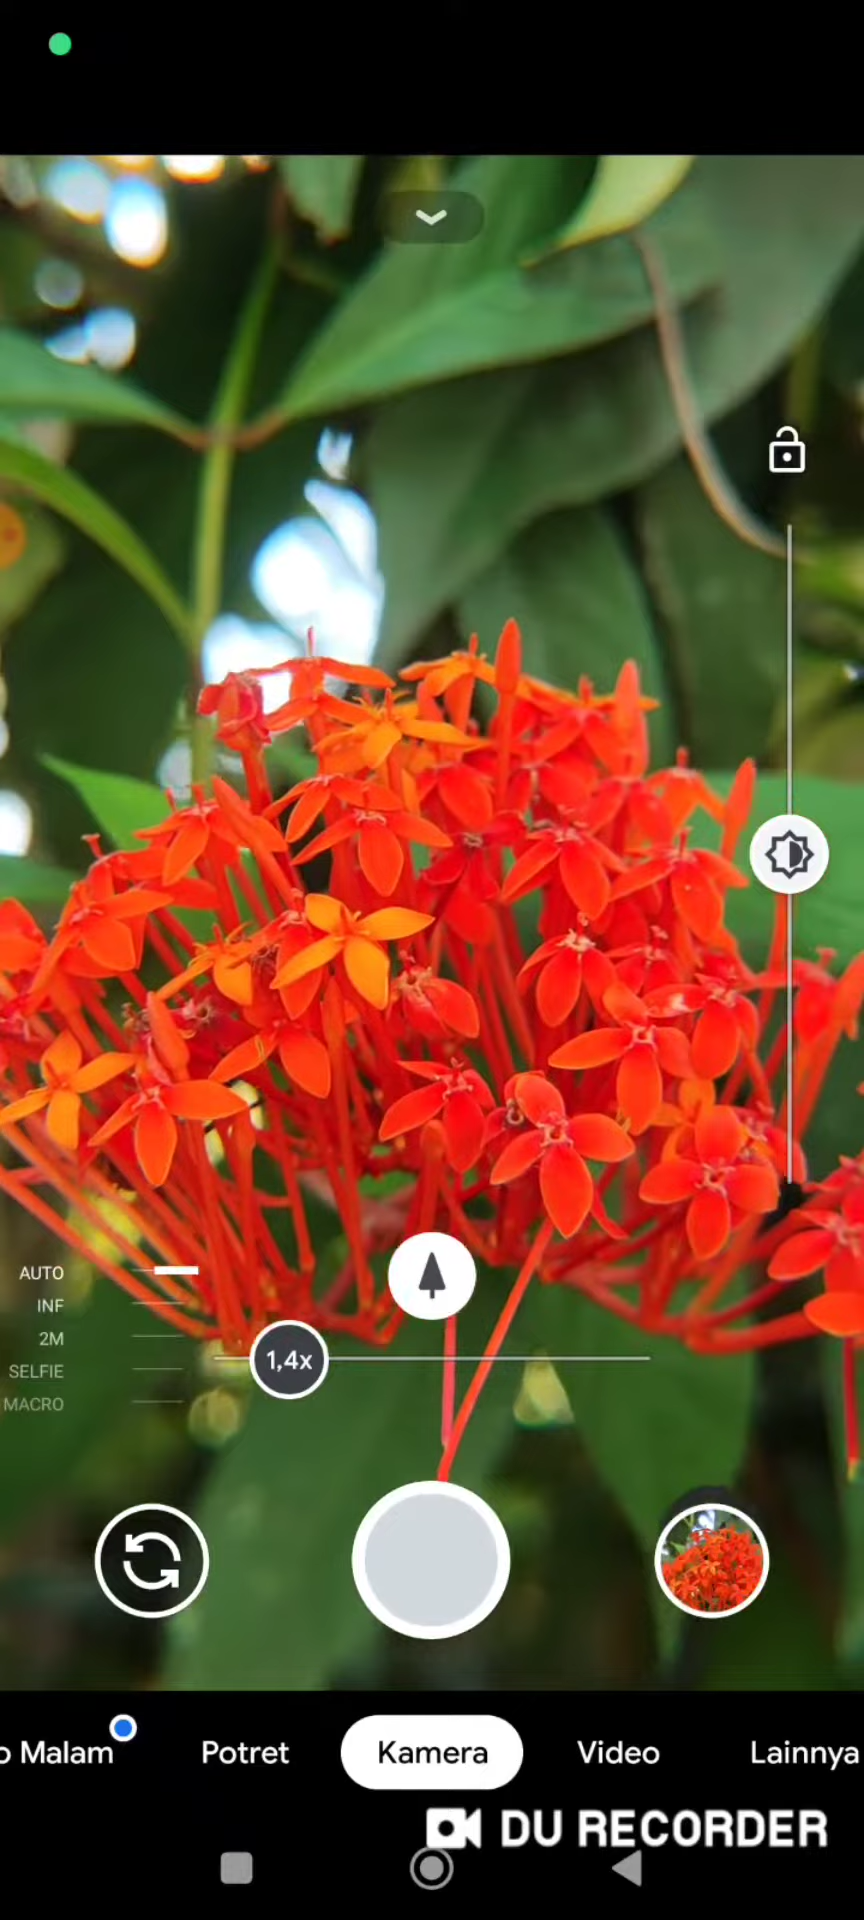 AUTO
INF
2M
SELFIE
MACRO
1,4x
o Malam
Potret
Kamera
Video
Lainnya
DU RECORDER